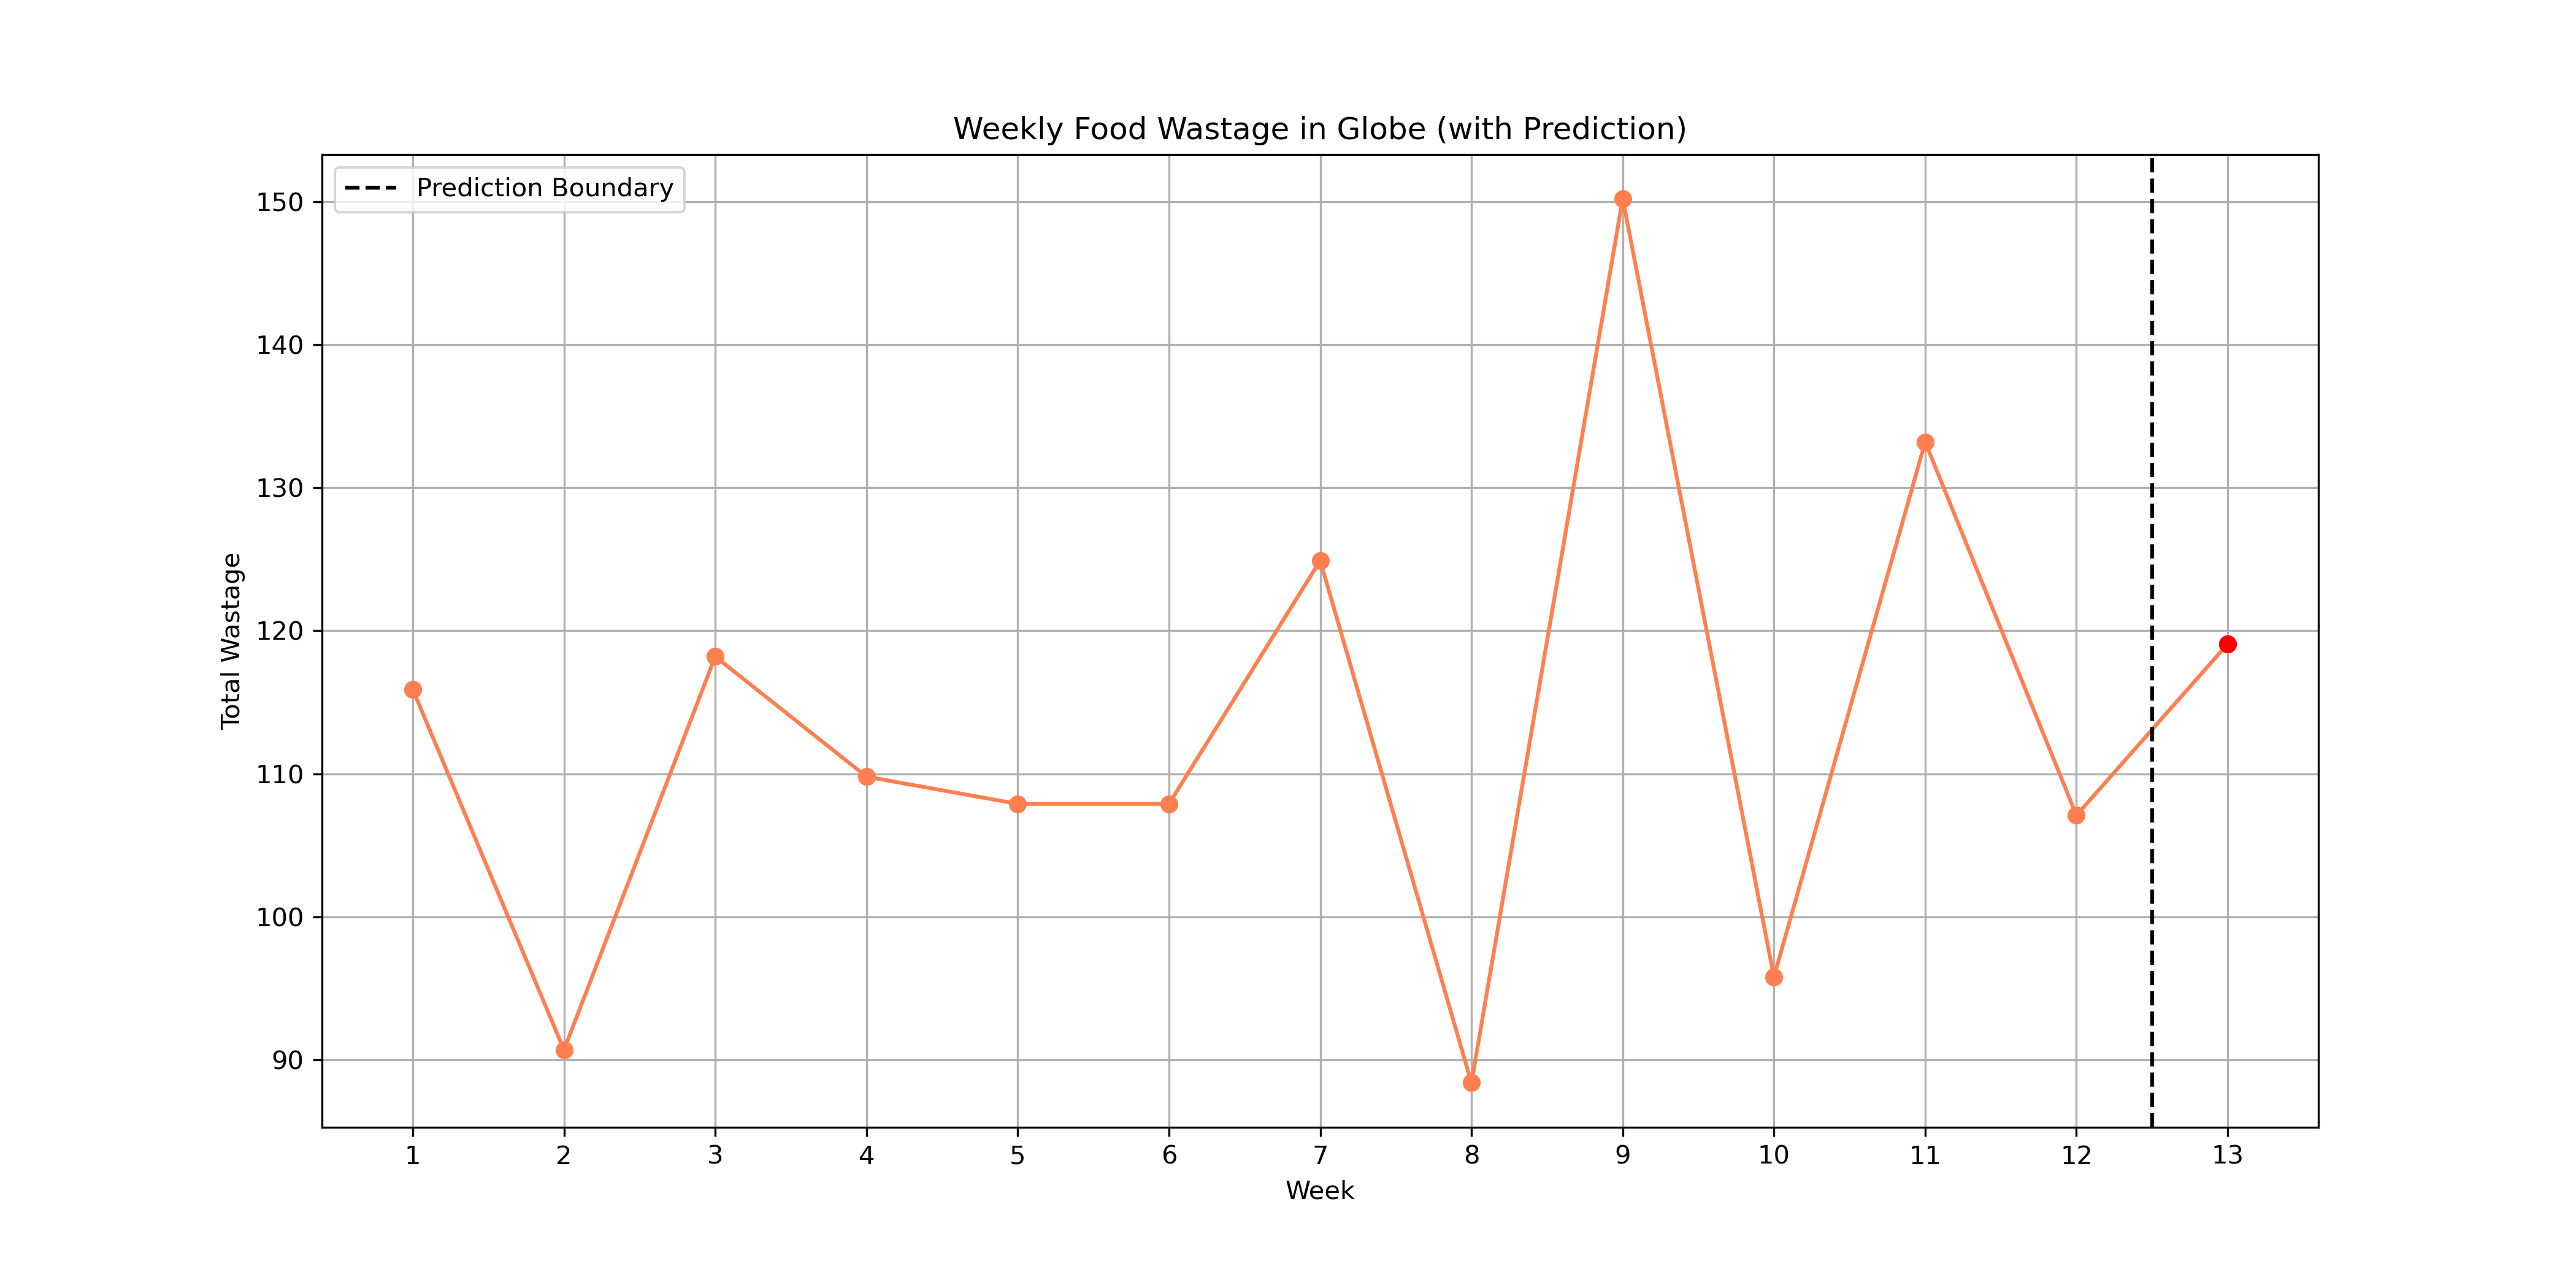 Weekly Food Wastage in Globe (with Prediction)
Prediction Boundary
150
140
130
120
110
100
90
Total Wastage
1 2 3 4 5 6 7 8 9 10 11 12 13
Week